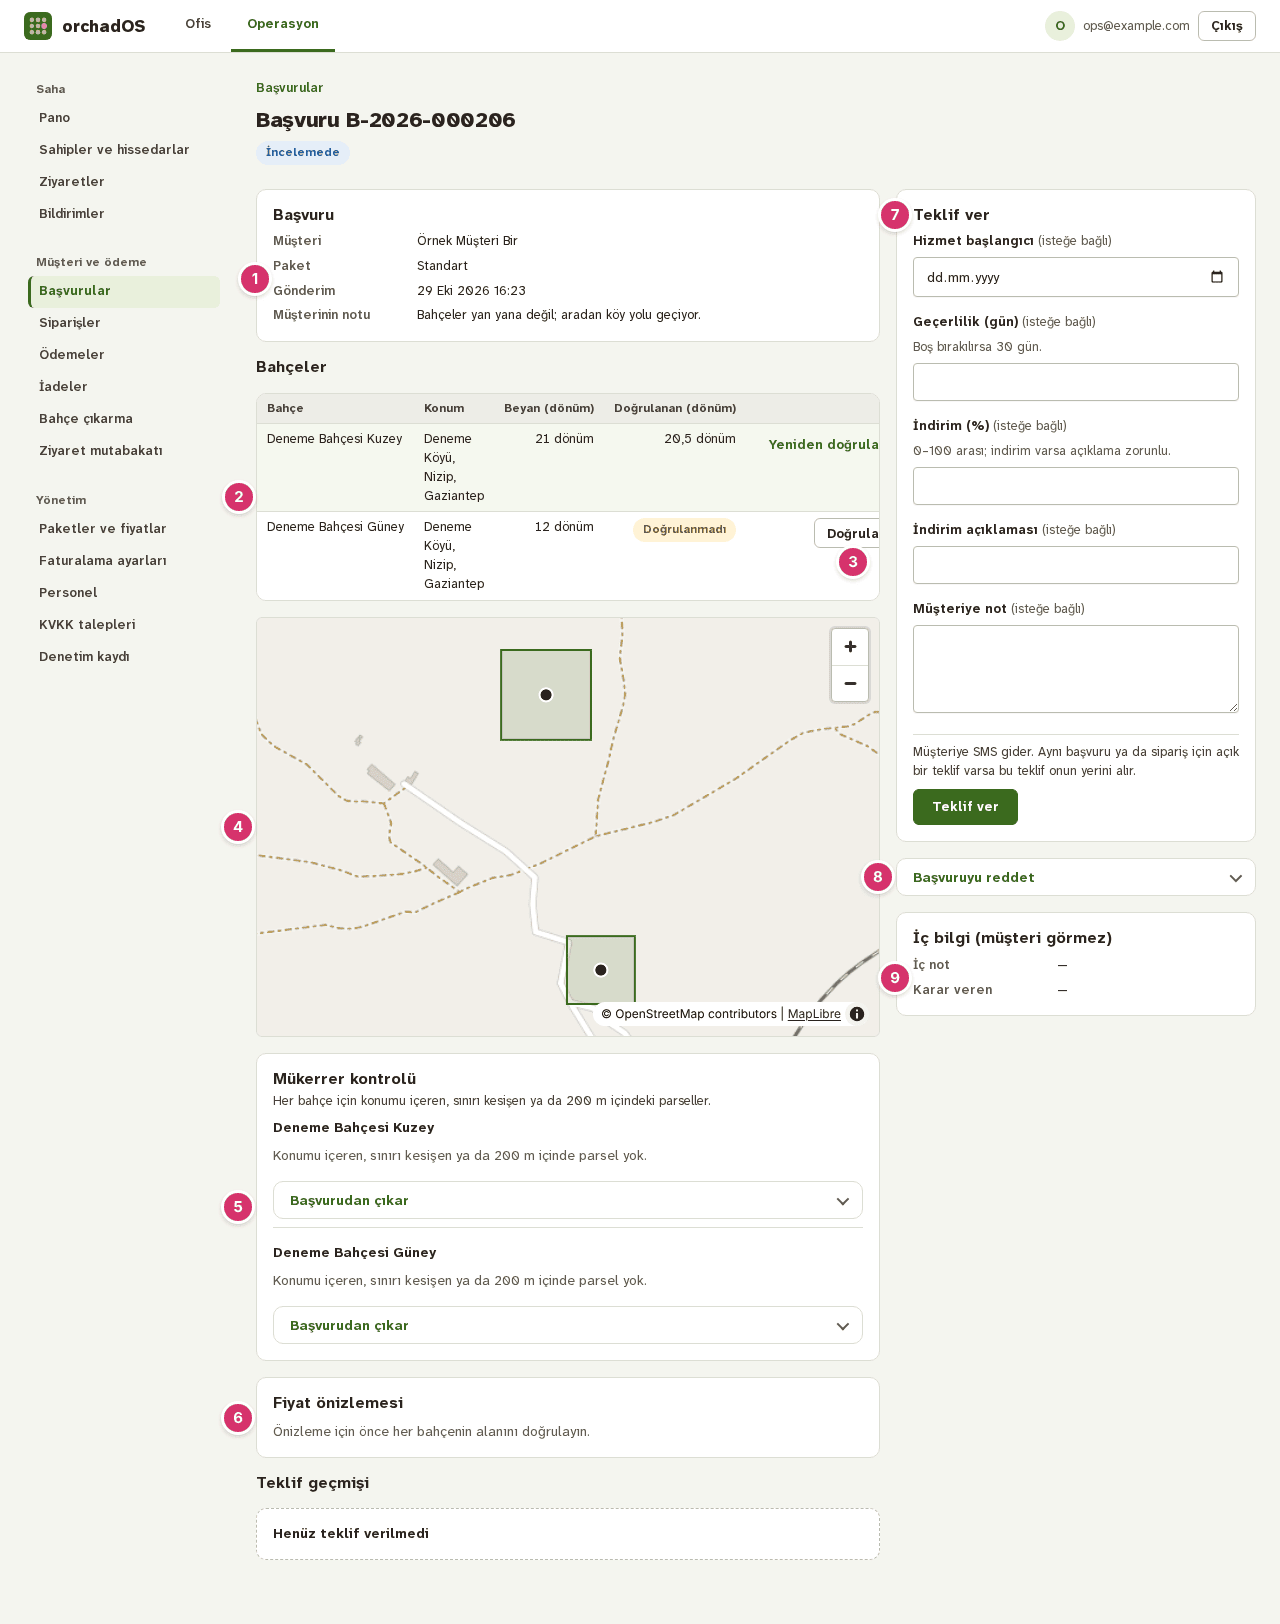 orchadOS
Ofis
Operasyon
O
ops@example.com
Çıkış
Saha
Pano
Sahipler ve hissedarlar
Ziyaretler
Bildirimler
Müşteri ve ödeme
Başvurular
Siparişler
Ödemeler
İadeler
Bahçe çıkarma
Ziyaret mutabakatı
Yönetim
Paketler ve fiyatlar
Faturalama ayarları
Personel
KVKK talepleri
Denetim kaydı
Başvurular
Başvuru B-2026-000206
İncelemede
1
Başvuru
Müşteri Örnek Müşteri Bir
Paket Standart
Gönderim 29 Eki 2026 16:23
Müşterinin notu Bahçeler yan yana değil; aradan köy yolu geçiyor.
Bahçeler
2
Bahçe Konum Beyan (dönüm) Doğrulanan (dönüm)
Deneme Bahçesi Kuzey Deneme 21 dönüm 20,5 dönüm Yeniden doğrula
Köyü,
Nizip,
Gaziantep
Deneme Bahçesi Güney Deneme 12 dönüm Doğrulanmadı Doğrula
Köyü,
Nizip,
Gaziantep
3
4
+
−
© OpenStreetMap contributors | MapLibre
5
Mükerrer kontrolü
Her bahçe için konumu içeren, sınırı kesişen ya da 200 m içindeki parseller.
Deneme Bahçesi Kuzey
Konumu içeren, sınırı kesişen ya da 200 m içinde parsel yok.
Başvurudan çıkar
Deneme Bahçesi Güney
Konumu içeren, sınırı kesişen ya da 200 m içinde parsel yok.
Başvurudan çıkar
6
Fiyat önizlemesi
Önizleme için önce her bahçenin alanını doğrulayın.
Teklif geçmişi
Henüz teklif verilmedi
7
Teklif ver
Hizmet başlangıcı (isteğe bağlı)
dd.mm.yyyy
Geçerlilik (gün) (isteğe bağlı)
Boş bırakılırsa 30 gün.
İndirim (%) (isteğe bağlı)
0–100 arası; indirim varsa açıklama zorunlu.
İndirim açıklaması (isteğe bağlı)
Müşteriye not (isteğe bağlı)
Müşteriye SMS gider. Aynı başvuru ya da sipariş için açık
bir teklif varsa bu teklif onun yerini alır.
Teklif ver
8
Başvuruyu reddet
9
İç bilgi (müşteri görmez)
İç not —
Karar veren —